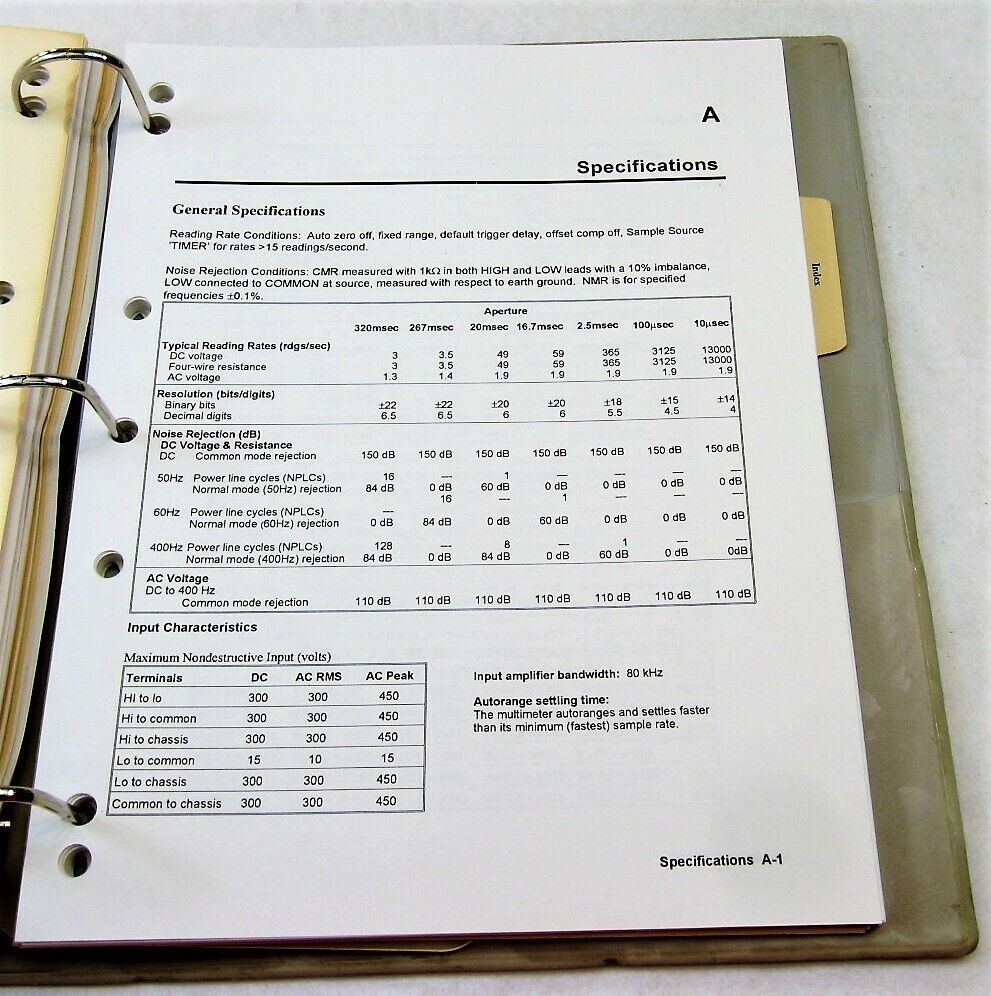 A
Specifications
General Specifications
Reading Rate Conditions: Auto zero off, fixed range, default trigger delay, offset comp off, Sample Source
'TIMER' for rates >15 readings/second.
Noise Rejection Conditions: CMR measured with 1kΩ in both HIGH and LOW leads with a 10% imbalance,
LOW connected to COMMON at source, measured with respect to earth ground. NMR is for specified
frequencies ±0.1%.
Aperture
320msec 267msec 20msec 16.7msec 2.5msec 100µsec 10µsec
Typical Reading Rates (rdgs/sec)
DC voltage 3 3.5 49 59 365 3125 13000
Four-wire resistance 3 3.5 49 59 365 3125 13000
AC voltage 1.3 1.4 1.9 1.9 1.9 1.9 1.9
Resolution (bits/digits)
Binary bits ±22 ±22 ±20 ±20 ±18 ±15 ±14
Decimal digits 6.5 6.5 6 6 5.5 4.5 4
Noise Rejection (dB)
DC Voltage & Resistance
DC Common mode rejection 150 dB 150 dB 150 dB 150 dB 150 dB 150 dB 150 dB
50Hz Power line cycles (NPLCs) 16 — 1 — — — —
Normal mode (50Hz) rejection 84 dB 0 dB 60 dB 0 dB 0 dB 0 dB 0 dB
60Hz Power line cycles (NPLCs) — 16 — 1 — — —
Normal mode (60Hz) rejection 0 dB 84 dB 0 dB 60 dB 0 dB 0 dB 0 dB
400Hz Power line cycles (NPLCs) 128 — 8 — 1 — —
Normal mode (400Hz) rejection 84 dB 0 dB 84 dB 0 dB 60 dB 0 dB 0dB
AC Voltage
DC to 400 Hz
Common mode rejection 110 dB 110 dB 110 dB 110 dB 110 dB 110 dB 110 dB
Input Characteristics
Maximum Nondestructive Input (volts)
Terminals DC AC RMS AC Peak
Hi to lo 300 300 450
Hi to common 300 300 450
Hi to chassis 300 300 450
Lo to common 15 10 15
Lo to chassis 300 300 450
Common to chassis 300 300 450
Input amplifier bandwidth: 80 kHz
Autorange settling time:
The multimeter autoranges and settles faster
than its minimum (fastest) sample rate.
Specifications A-1
Index